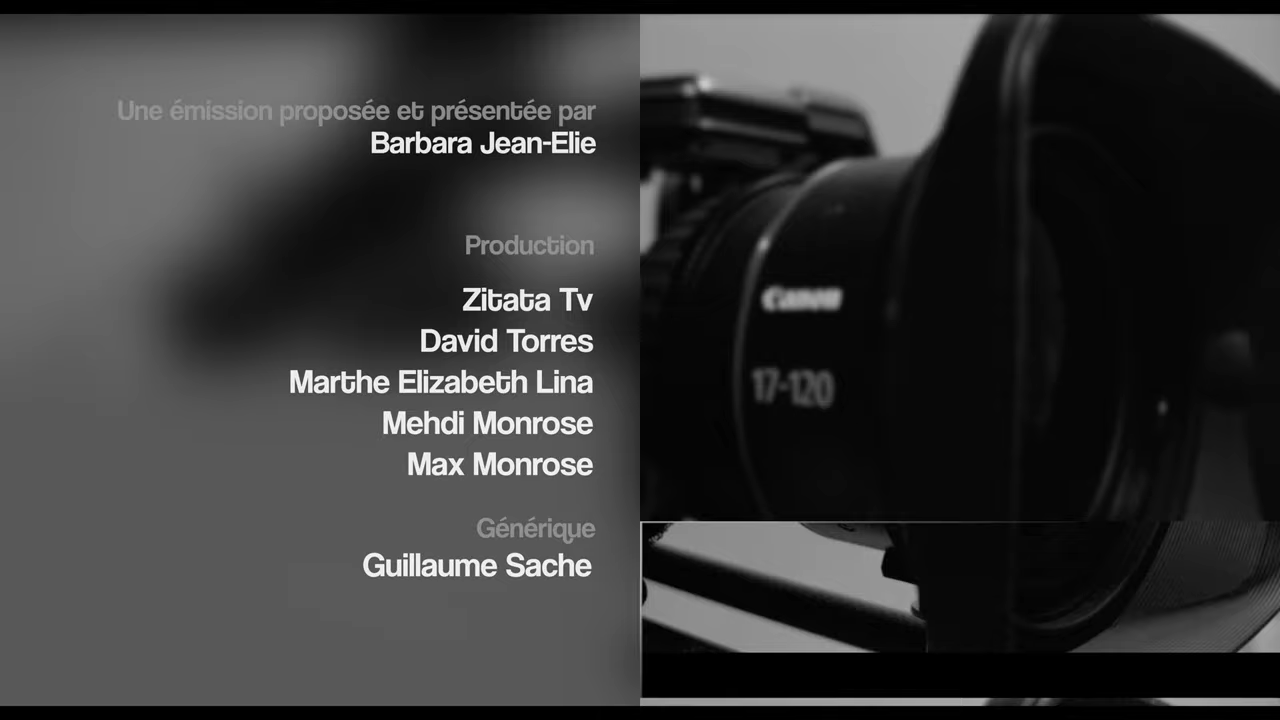 Une émission proposée et présentée par
Barbara Jean-Elie
Production
Zitata Tv
David Torres
Marthe Elizabeth Lina
Mehdi Monrose
Max Monrose
Générique
Guillaume Sache
Canon
17-120